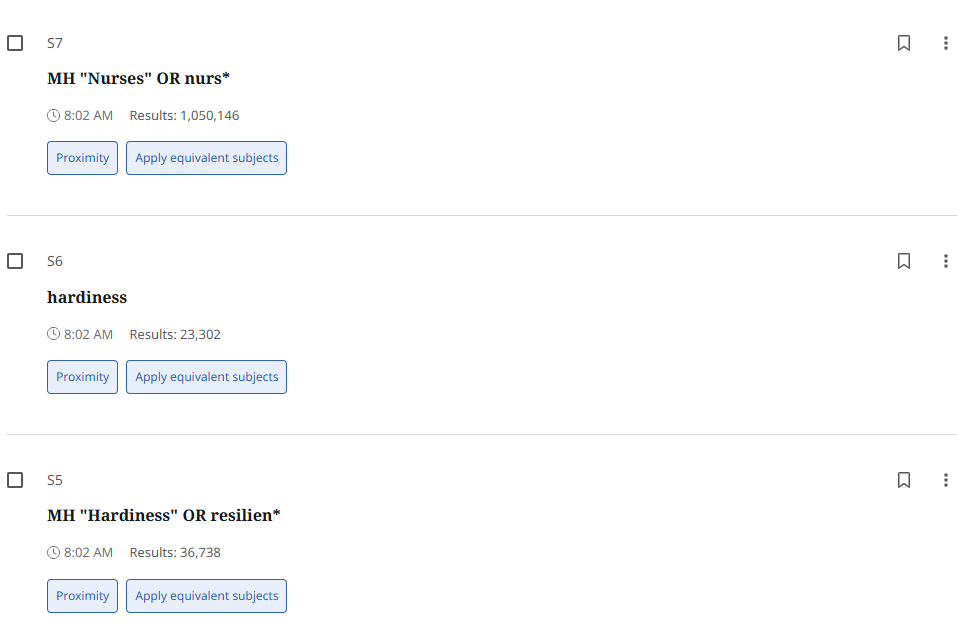 S7
MH "Nurses" OR nurs*
8:02 AM Results: 1,050,146
Proximity Apply equivalent subjects
S6
hardiness
8:02 AM Results: 23,302
Proximity Apply equivalent subjects
S5
MH "Hardiness" OR resilien*
8:02 AM Results: 36,738
Proximity Apply equivalent subjects